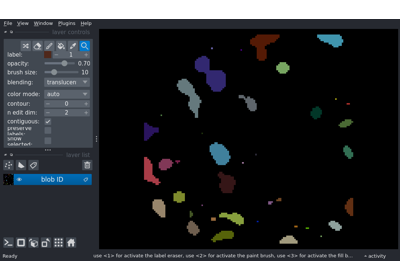 File View Window Plugins Help
layer controls
label: 1
opacity: 0.70
brush size: 10
blending: translucen
color mode: auto
contour: 0
n edit dim: 2
contiguous:
preserve
labels:
show
selected:
layer list
blob ID
Ready
use <1> for activate the label eraser, use <2> for activate the paint brush, use <3> for activate the fill b...
activity